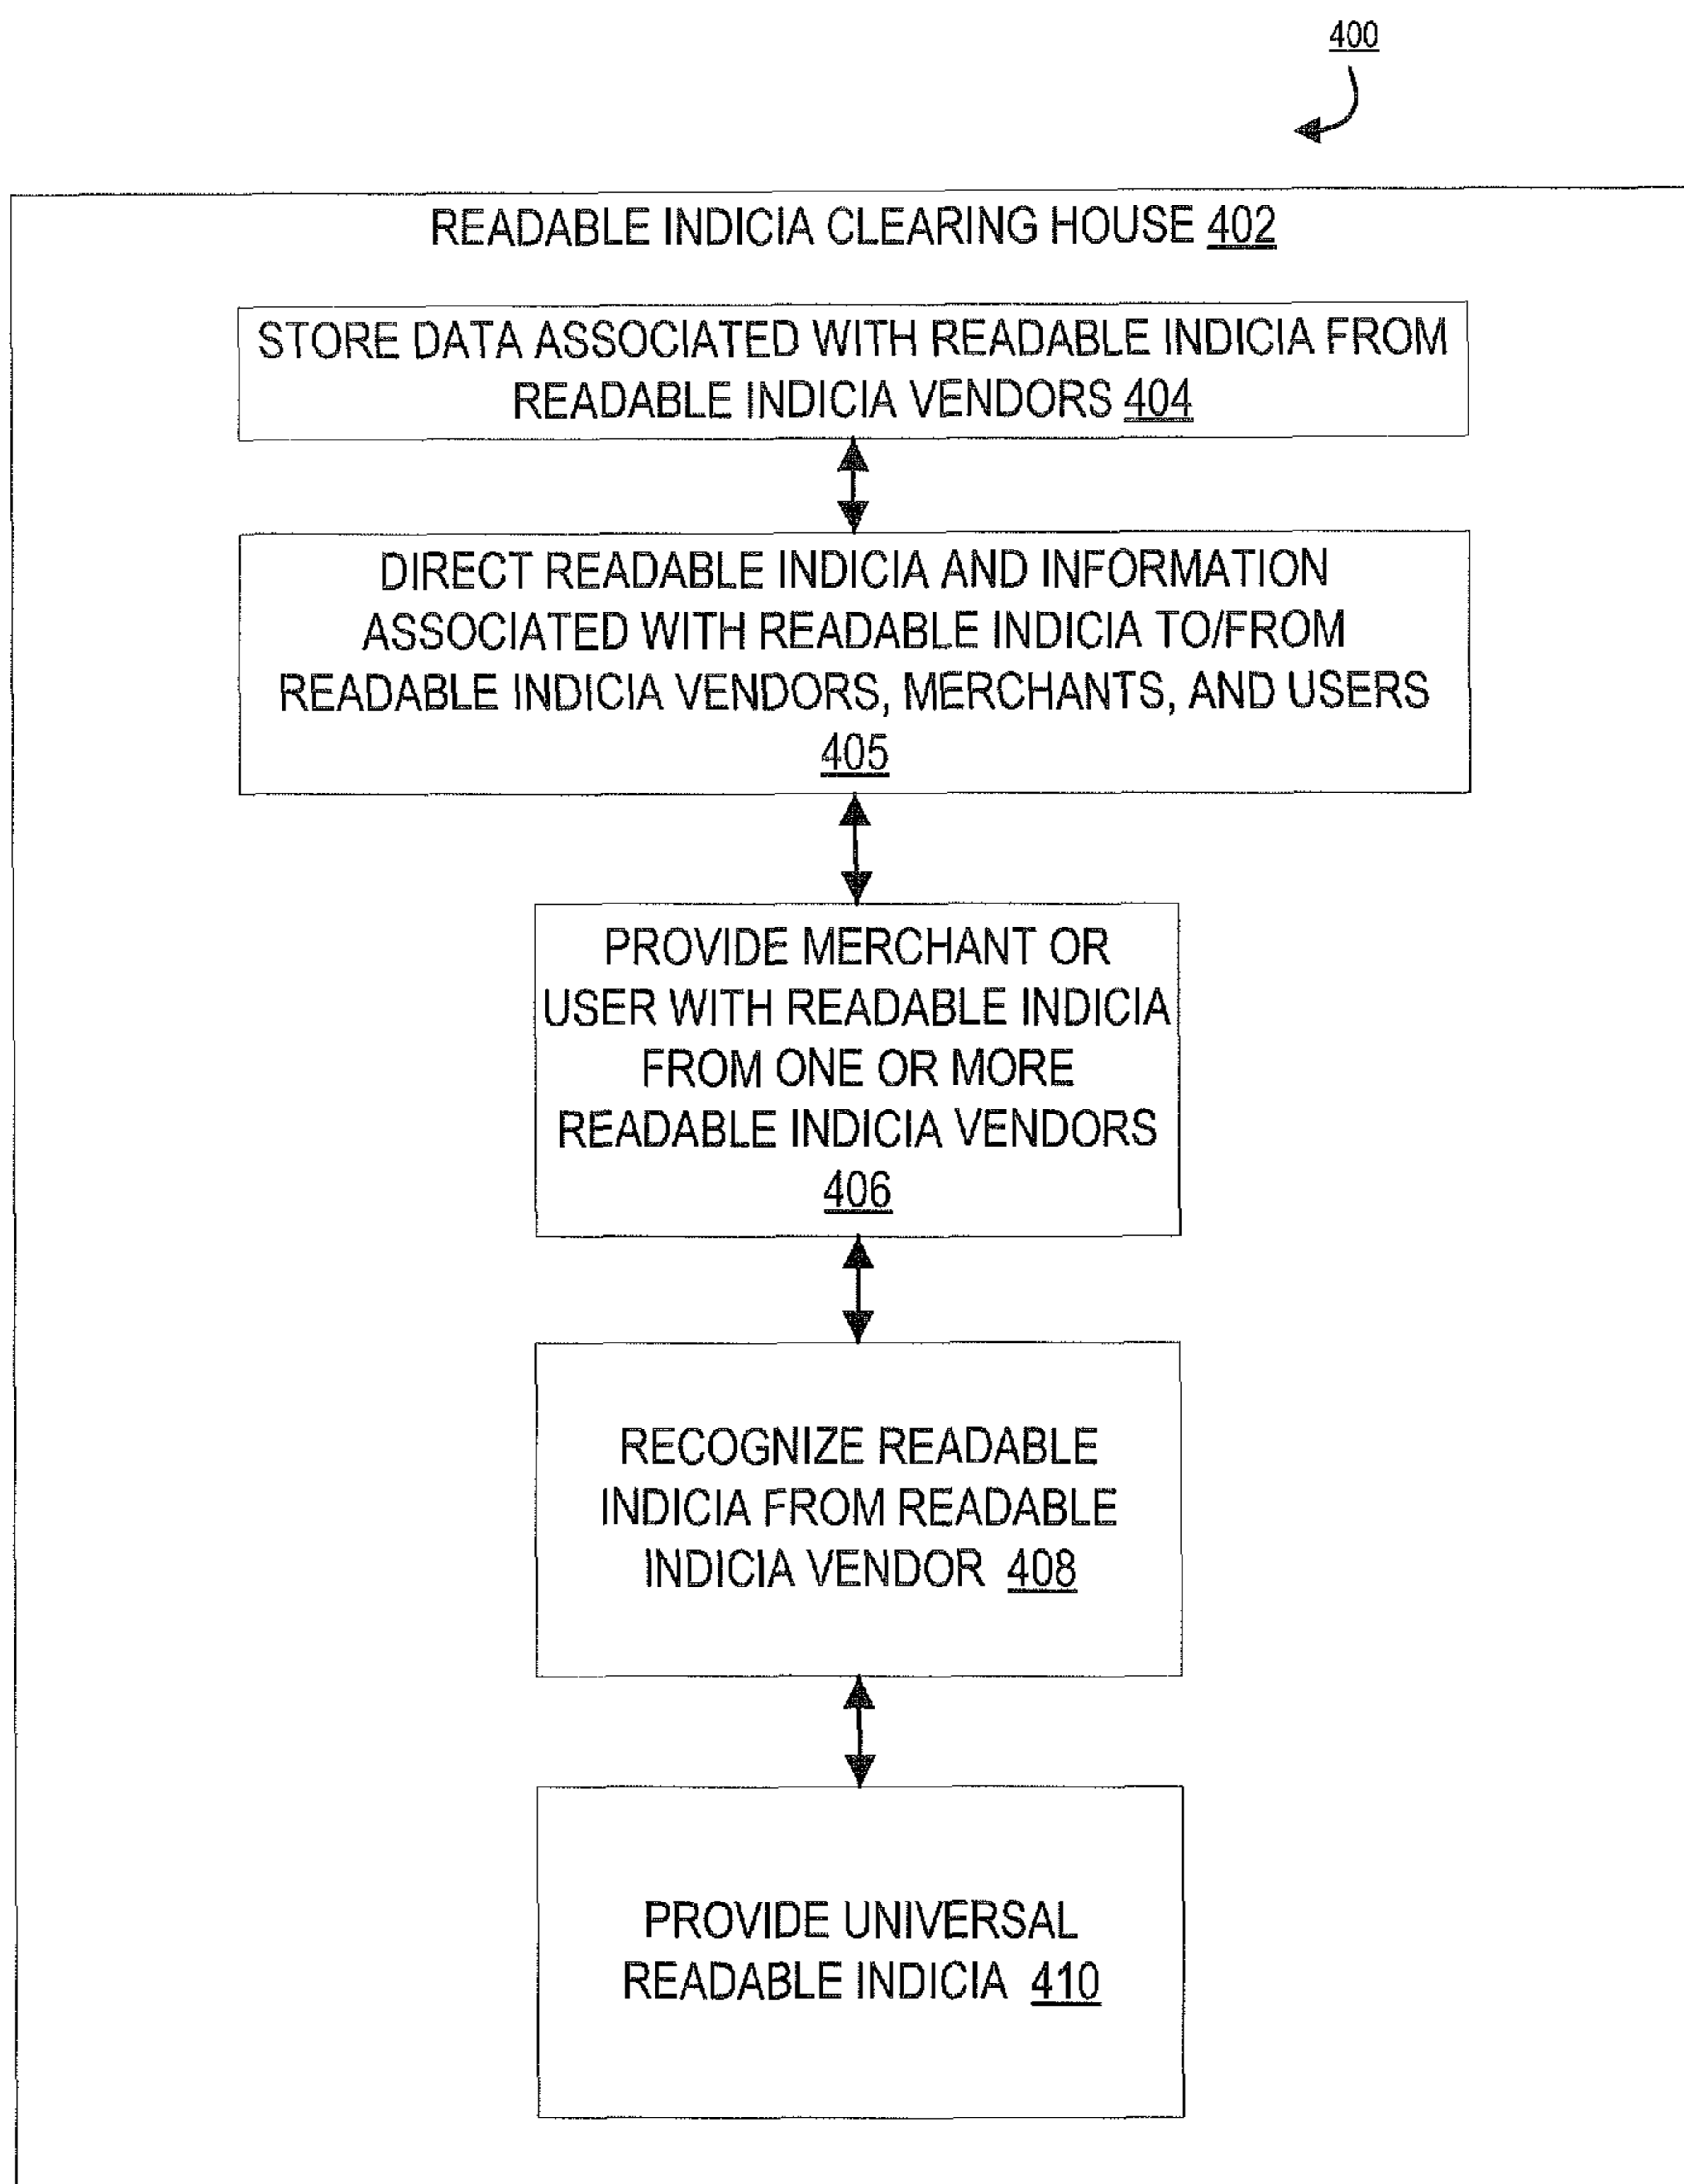 400
READABLE INDICIA CLEARING HOUSE 402
STORE DATA ASSOCIATED WITH READABLE INDICIA FROM
READABLE INDICIA VENDORS 404
DIRECT READABLE INDICIA AND INFORMATION
ASSOCIATED WITH READABLE INDICIA TO/FROM
READABLE INDICIA VENDORS, MERCHANTS, AND USERS
405
PROVIDE MERCHANT OR
USER WITH READABLE INDICIA
FROM ONE OR MORE
READABLE INDICIA VENDORS
406
RECOGNIZE READABLE
INDICIA FROM READABLE
INDICIA VENDOR 408
PROVIDE UNIVERSAL
READABLE INDICIA 410